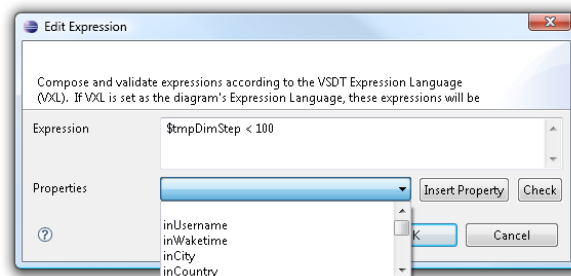 Edit Expression
Compose and validate expressions according to the VSDT Expression Language
(VXL). If VXL is set as the diagram's Expression Language, these expressions will be
Expression
$tmpDimStep < 100
Properties
Insert Property
Check
inUsername
inWaketime
inCity
inCountry
K
Cancel